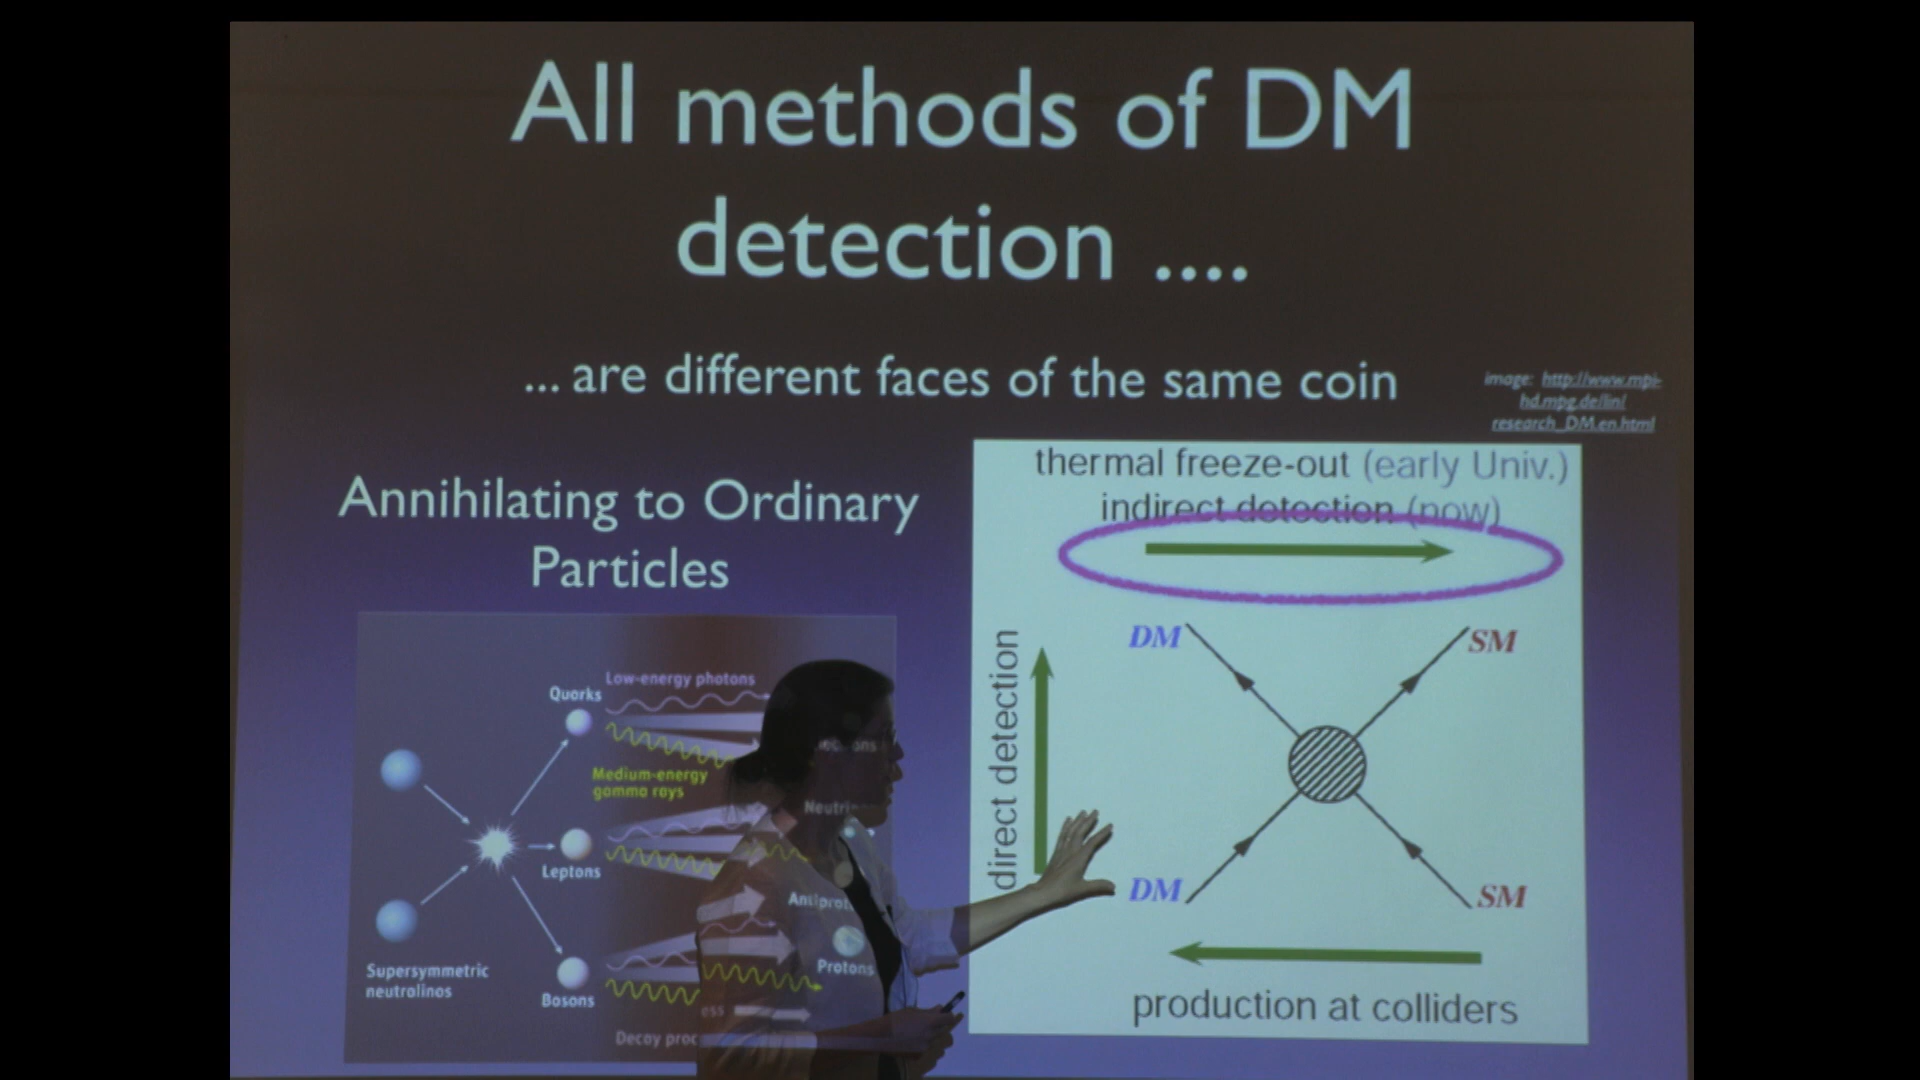 All methods of DM
detection ....
... are different faces of the same coin
image: http://www.mpi-
hd.mpg.de/lin/
research_DM.en.html
Annihilating to Ordinary
Particles
Quarks
Low-energy photons
Medium-energy
gamma rays
Leptons
Supersymmetric
neutralinos
Bosons
Protons
Decay
thermal freeze-out (early Univ.)
indirect detection (now)
direct detection
DM
SM
DM
SM
production at colliders